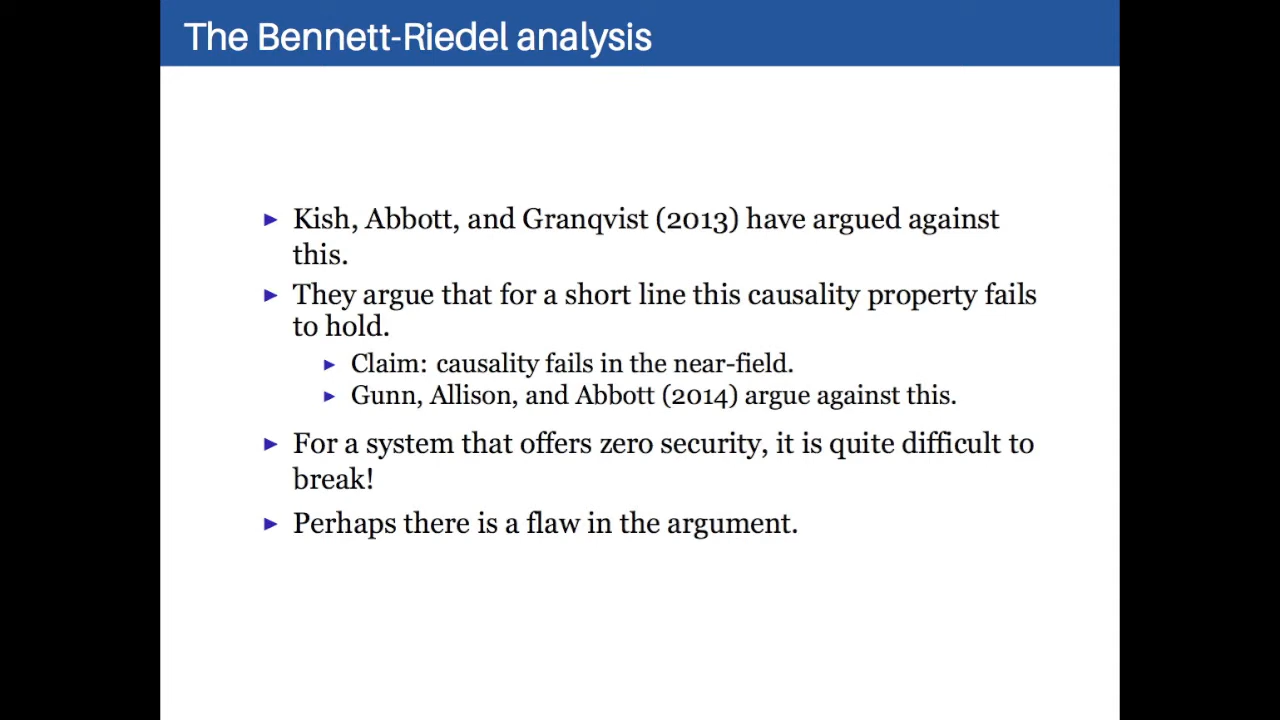 The Bennett-Riedel analysis
Kish, Abbott, and Granqvist (2013) have argued against
this.
They argue that for a short line this causality property fails
to hold.
Claim: causality fails in the near-field.
Gunn, Allison, and Abbott (2014) argue against this.
For a system that offers zero security, it is quite difficult to
break!
Perhaps there is a flaw in the argument.